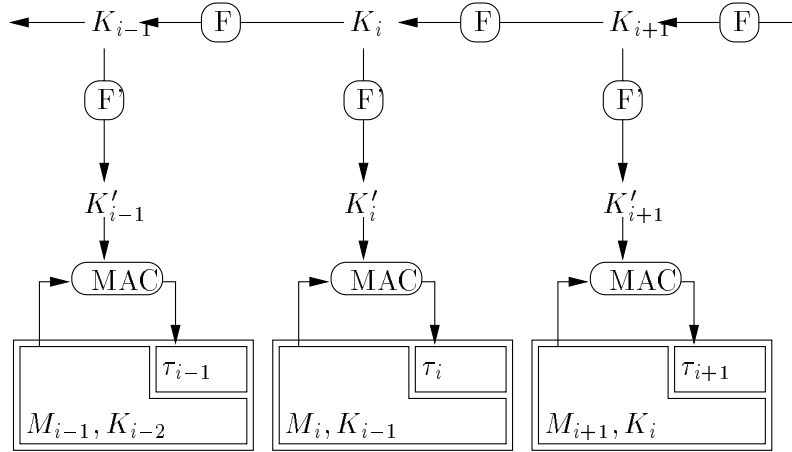 K_{i-1} F K_i F K_{i+1} F
F' F' F'
K'_{i-1} K'_i K'_{i+1}
MAC MAC MAC
τ_{i-1} τ_i τ_{i+1}
M_{i-1}, K_{i-2} M_i, K_{i-1} M_{i+1}, K_i